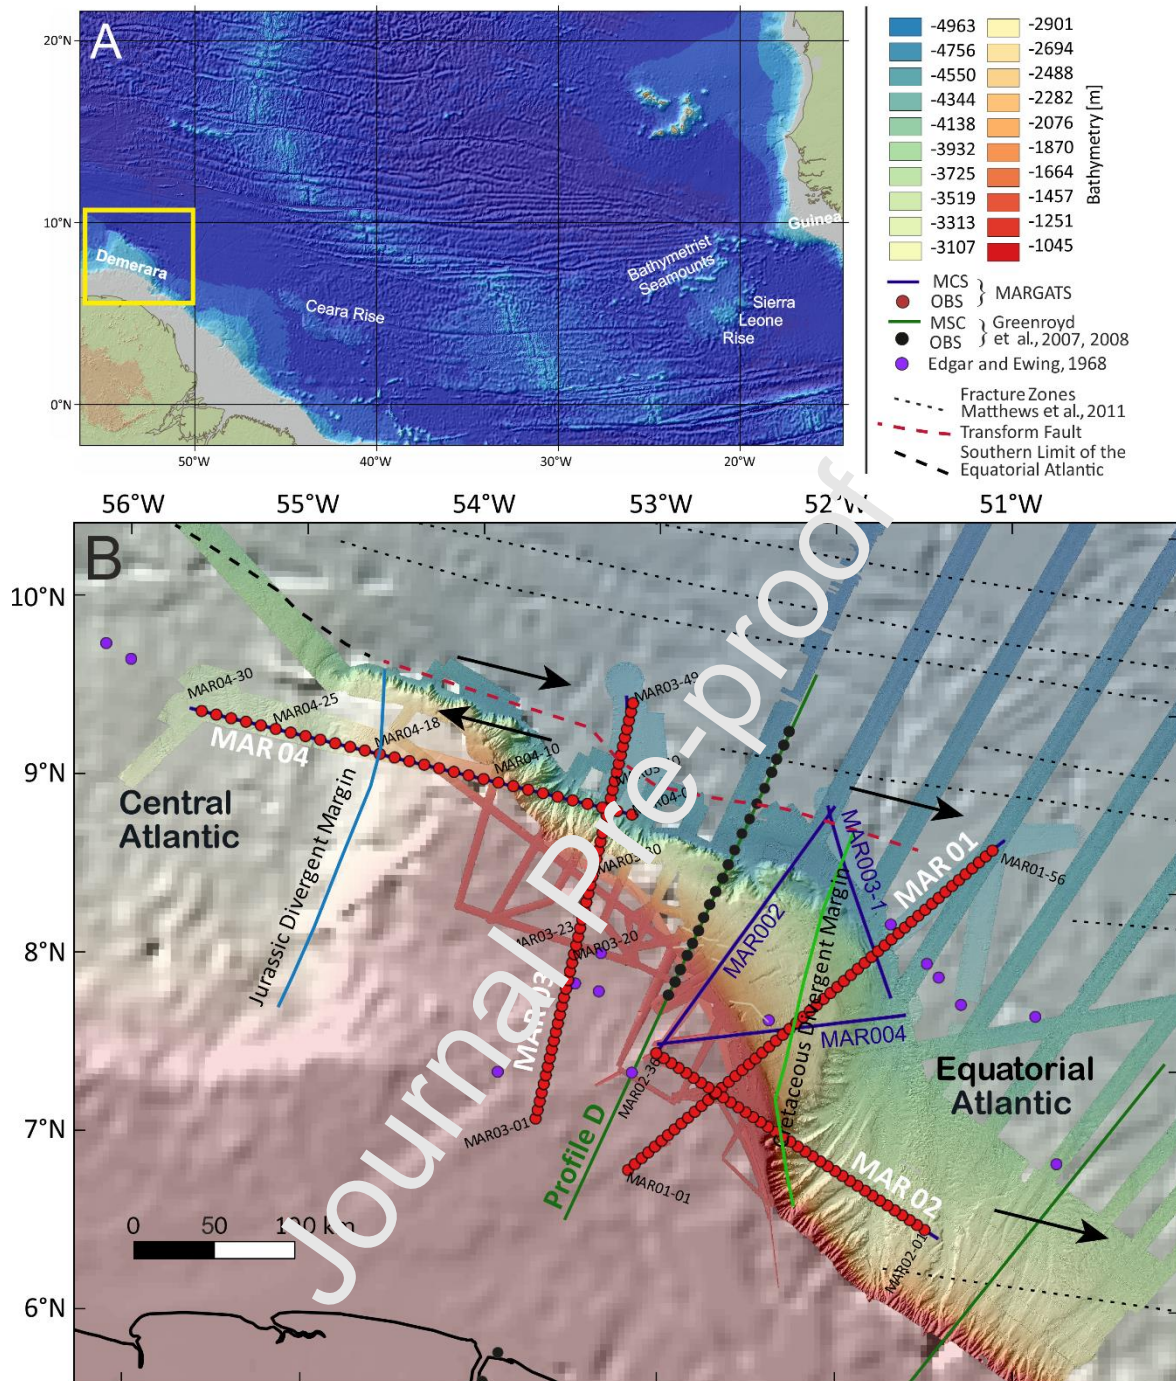 A
20°N
10°N
0°N
50°W
40°W
30°W
20°W
Demerara
Ceara Rise
Guinea
Bathymetrist
Seamounts
Sierra
Leone
Rise
-4963
-4756
-4550
-4344
-4138
-3932
-3725
-3519
-3313
-3107
-2901
-2694
-2488
-2282
-2076
-1870
-1664
-1457
-1251
-1045
Bathymetry [m]
MCS
OBS
} MARGATS
MSC
OBS
} Greenroyd
et al., 2007, 2008
Edgar and Ewing, 1968
Fracture Zones
Matthews et al., 2011
Transform Fault
Southern Limit of the
Equatorial Atlantic
56°W
55°W
54°W
53°W
52°W
51°W
B
10°N
9°N
8°N
7°N
6°N
MAR04-30
MAR04-25
MAR04-18
MAR04-10
MAR 04
MAR03-49
Central
Atlantic
Jurassic Divergent Margin
MAR03-23
MAR03-20
MAR03
MAR03-01
MAR002
MAR003-1
MAR004
MAR 01
MAR01-56
MAR01-01
Divergent Margin
Equatorial
Atlantic
MAR02-36
MAR 02
MAR02-01
Profile D
0
50
Journal Pre-proof